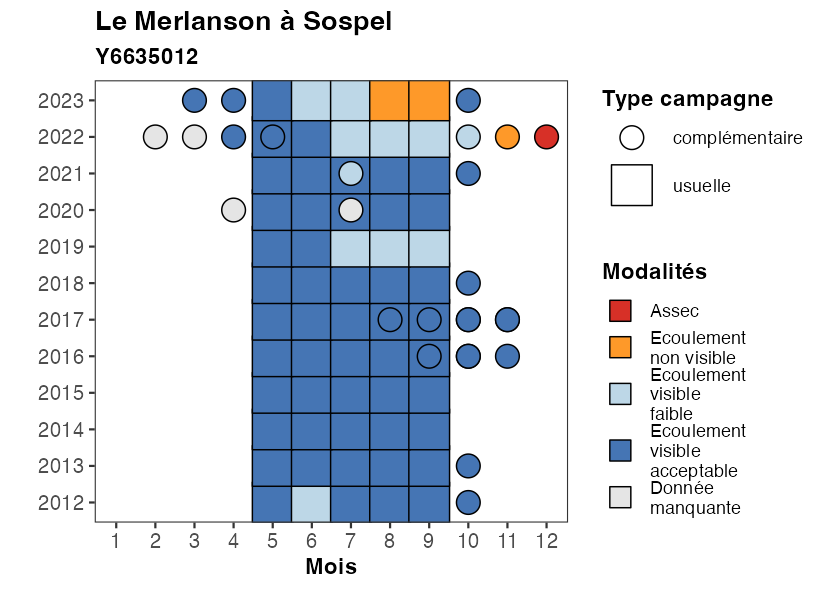 Le Merlanson à Sospel
Y6635012
2023
2022
2021
2020
2019
2018
2017
2016
2015
2014
2013
2012
1 2 3 4 5 6 7 8 9 10 11 12
Mois
Type campagne
complémentaire
usuelle
Modalités
Assec
Ecoulement
non visible
Ecoulement
visible
faible
Ecoulement
visible
acceptable
Donnée
manquante